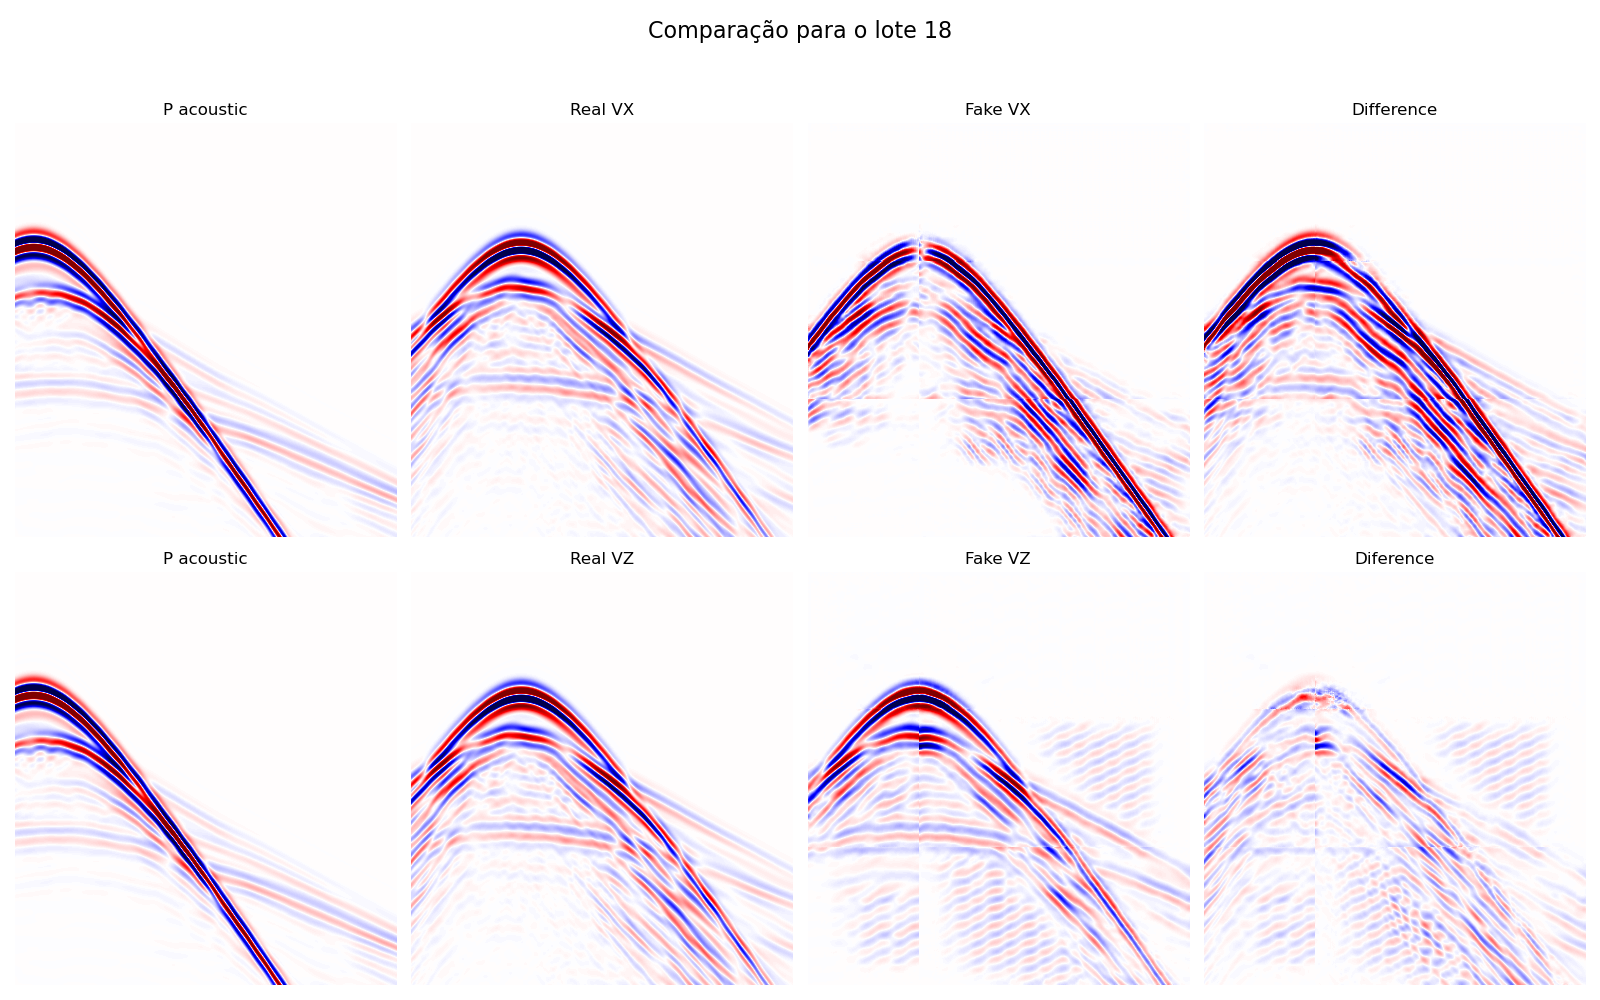 Comparação para o lote 18
P acoustic
Real VX
Fake VX
Difference
P acoustic
Real VZ
Fake VZ
Diference